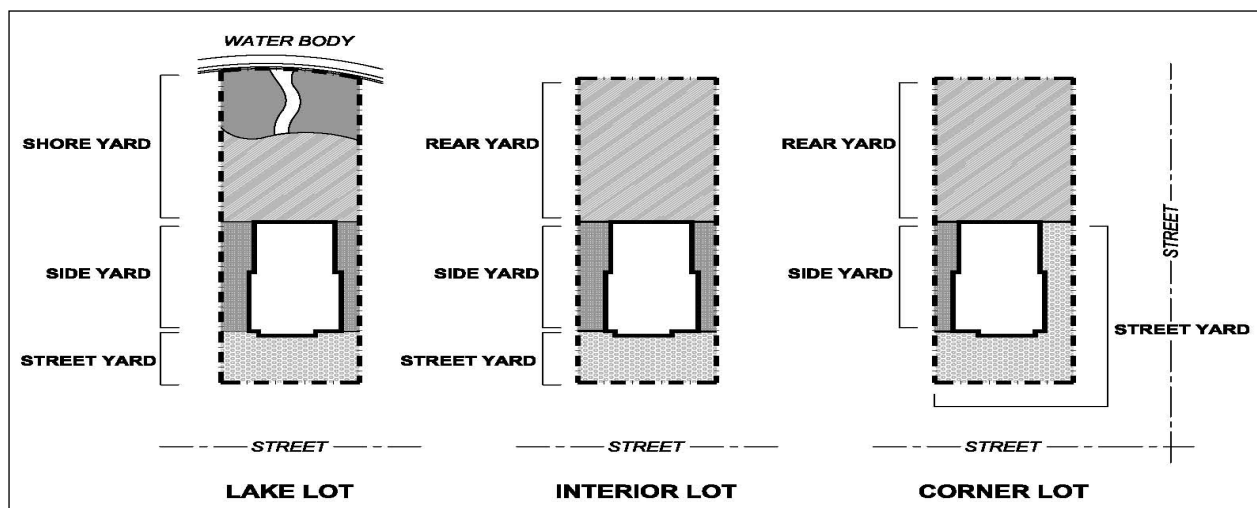 WATER BODY
SHORE YARD
SIDE YARD
STREET YARD
STREET
LAKE LOT
REAR YARD
SIDE YARD
STREET YARD
STREET
INTERIOR LOT
REAR YARD
SIDE YARD
STREET YARD
STREET
STREET
CORNER LOT